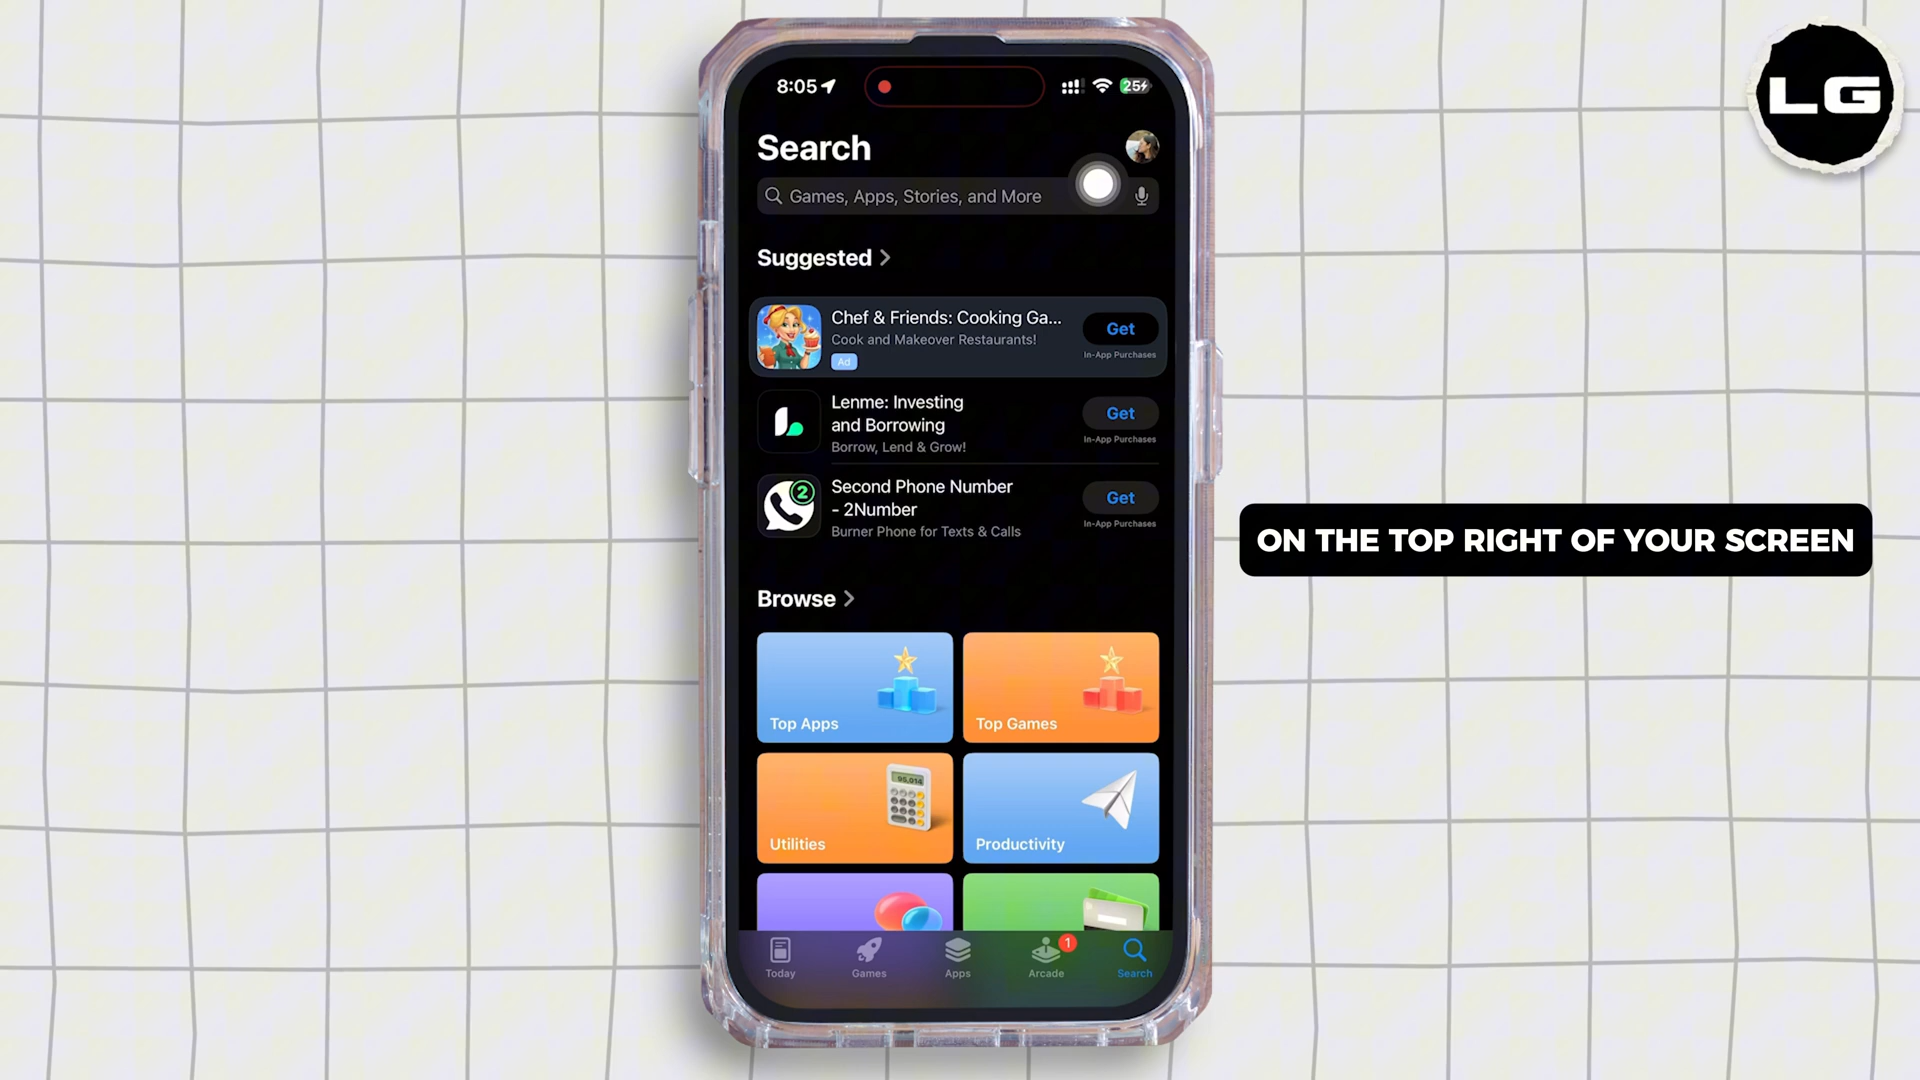 LG
8:05
25
Search
Games, Apps, Stories, and More
Suggested
Chef & Friends: Cooking Ga...
Cook and Makeover Restaurants!
Ad
Get
In-App Purchases
Lenme: Investing
and Borrowing
Borrow, Lend & Grow!
Get
In-App Purchases
2
Second Phone Number
- 2Number
Burner Phone for Texts & Calls
Get
In-App Purchases
ON THE TOP RIGHT OF YOUR SCREEN
Browse
Top Apps
Top Games
95,014
Utilities
Productivity
1
Today
Games
Apps
Arcade
Search